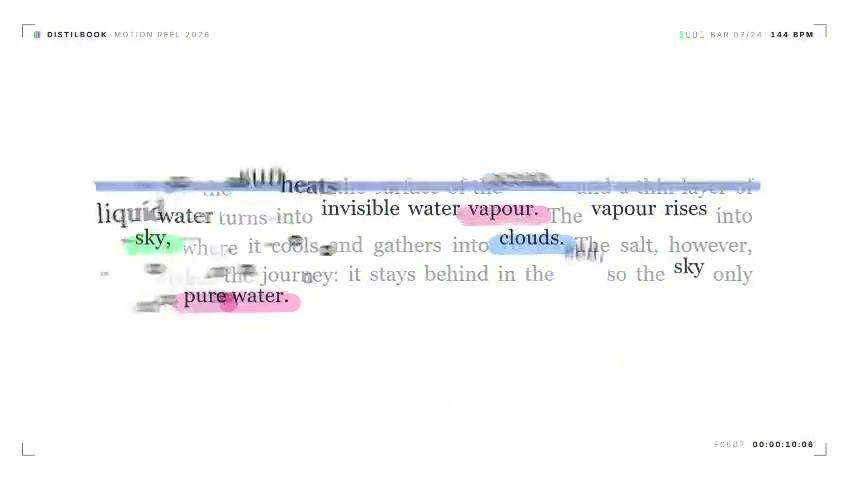 DISTILBOOK MOTION REEL 2026
BAR 07/24 144 BPM
heats the surface of the and a thin layer of
liquid water turns into invisible water vapour. The vapour rises into
sky, where it cools and gathers into clouds. The salt, however,
the journey: it stays behind in the so the sky only
pure water.
00:00:10:06